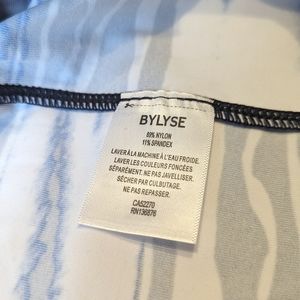 BYLYSE
89% NYLON
11% SPANDEX
LAVER À LA MACHINE À L'EAU FROIDE.
LAVER LES COULEURS FONCÉES
SÉPARÉMENT. NE PAS JAVELLISER.
SÉCHER PAR CULBUTAGE.
NE PAS REPASSER.
CA52270
RN136876